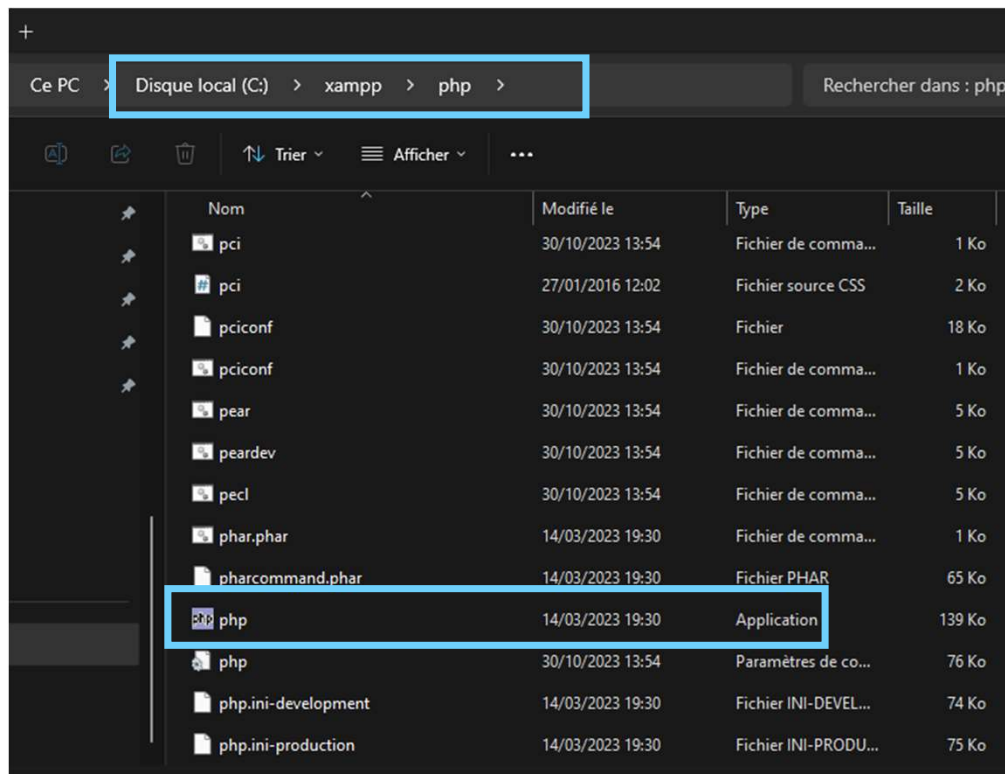 +
Ce PC > Disque local (C:) > xampp > php > Rechercher dans : php
Trier Afficher ...
Nom Modifié le Type Taille
pci 30/10/2023 13:54 Fichier de comma... 1 Ko
# pci 27/01/2016 12:02 Fichier source CSS 2 Ko
pciconf 30/10/2023 13:54 Fichier 18 Ko
pciconf 30/10/2023 13:54 Fichier de comma... 1 Ko
pear 30/10/2023 13:54 Fichier de comma... 5 Ko
peardev 30/10/2023 13:54 Fichier de comma... 5 Ko
pecl 30/10/2023 13:54 Fichier de comma... 5 Ko
phar.phar 14/03/2023 19:30 Fichier de comma... 1 Ko
pharcommand.phar 14/03/2023 19:30 Fichier PHAR 65 Ko
php php 14/03/2023 19:30 Application 139 Ko
php 30/10/2023 13:54 Paramètres de co... 76 Ko
php.ini-development 14/03/2023 19:30 Fichier INI-DEVEL... 74 Ko
php.ini-production 14/03/2023 19:30 Fichier INI-PRODU... 75 Ko